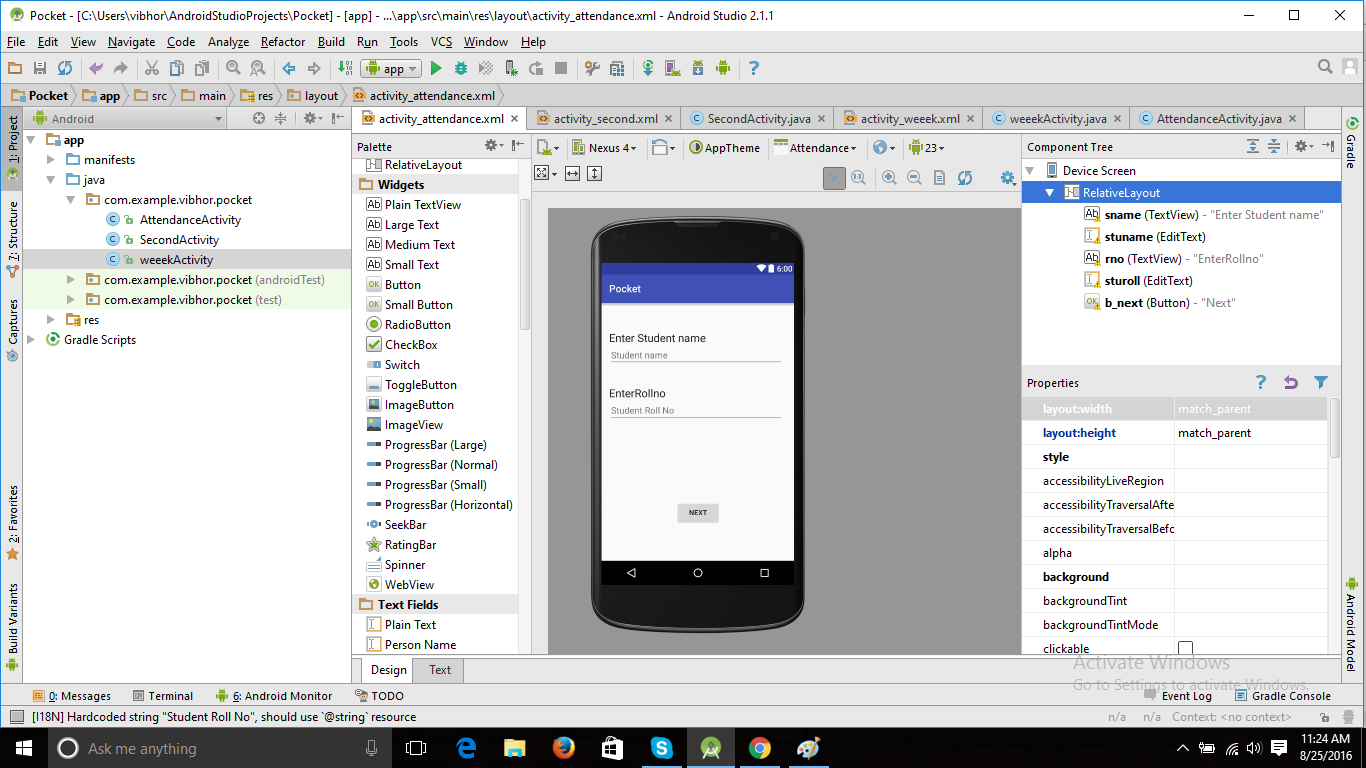 Pocket - [C:\Users\vibhor\AndroidStudioProjects\Pocket] - [app] - ...\app\src\main\res\layout\activity_attendance.xml - Android Studio 2.1.1
File Edit View Navigate Code Analyze Refactor Build Run Tools VCS Window Help
app
Pocket app src main res layout activity_attendance.xml
1: Project
7: Structure
Captures
2: Favorites
Build Variants
Android
app
manifests
java
com.example.vibhor.pocket
AttendanceActivity
SecondActivity
weeekActivity
com.example.vibhor.pocket (androidTest)
com.example.vibhor.pocket (test)
res
Gradle Scripts
activity_attendance.xml activity_second.xml SecondActivity.java activity_weeek.xml weeekActivity.java AttendanceActivity.java
Palette
RelativeLayout
Widgets
Plain TextView
Large Text
Medium Text
Small Text
Button
OK
Small Button
RadioButton
CheckBox
Switch
ToggleButton
ImageButton
ImageView
ProgressBar (Large)
ProgressBar (Normal)
ProgressBar (Small)
ProgressBar (Horizontal)
SeekBar
RatingBar
Spinner
WebView
Text Fields
Plain Text
Person Name
Nexus 4 AppTheme Attendance 23
6:00
Pocket
Enter Student name
Student name
EnterRollno
Student Roll No
NEXT
Design Text
Component Tree
Device Screen
RelativeLayout
sname (TextView) - "Enter Student name"
stuname (EditText)
rno (TextView) - "EnterRollno"
sturoll (EditText)
b_next (Button) - "Next"
Properties
layout:width match_parent
layout:height match_parent
style
accessibilityLiveRegion
accessibilityTraversalAfte
accessibilityTraversalBefo
alpha
background
backgroundTint
backgroundTintMode
clickable
Gradle
Android Model
Activate Windows
Go to Settings to activate Windows.
0: Messages Terminal 6: Android Monitor TODO Event Log Gradle Console
[I18N] Hardcoded string "Student Roll No", should use `@string` resource
n/a n/a Context: <no context>
Ask me anything
11:24 AM
8/25/2016